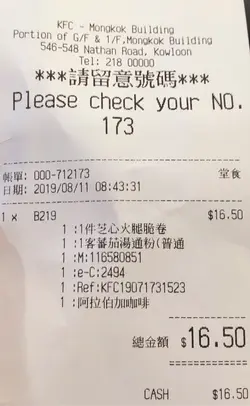 KFC - Mongkok Building
Portion of G/F & 1/F,Mongkok Building
546-548 Nathan Road, Kowloon
Tel: 218 00000
***請留意號碼***
Please check your NO.
173
帳單: 000-712173 堂食
日期: 2019/08/11 08:43:31
1 x B219 $16.50
1 :1件芝心火腿脆卷
1 :1客蕃茄湯通粉(普通
1 :M:116580851
1 :e-C:2494
1 :Ref:KFC19071731523
1 :阿拉伯加咖啡
總金額 $16.50
CASH $16.50